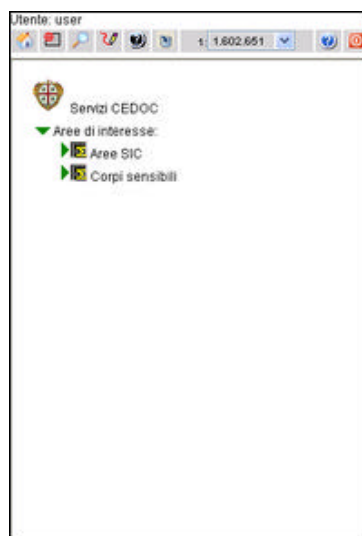 Utente: user
1: 1.602.651
Servizi CEDOC
Aree di interesse:
Aree SIC
Corpi sensibili